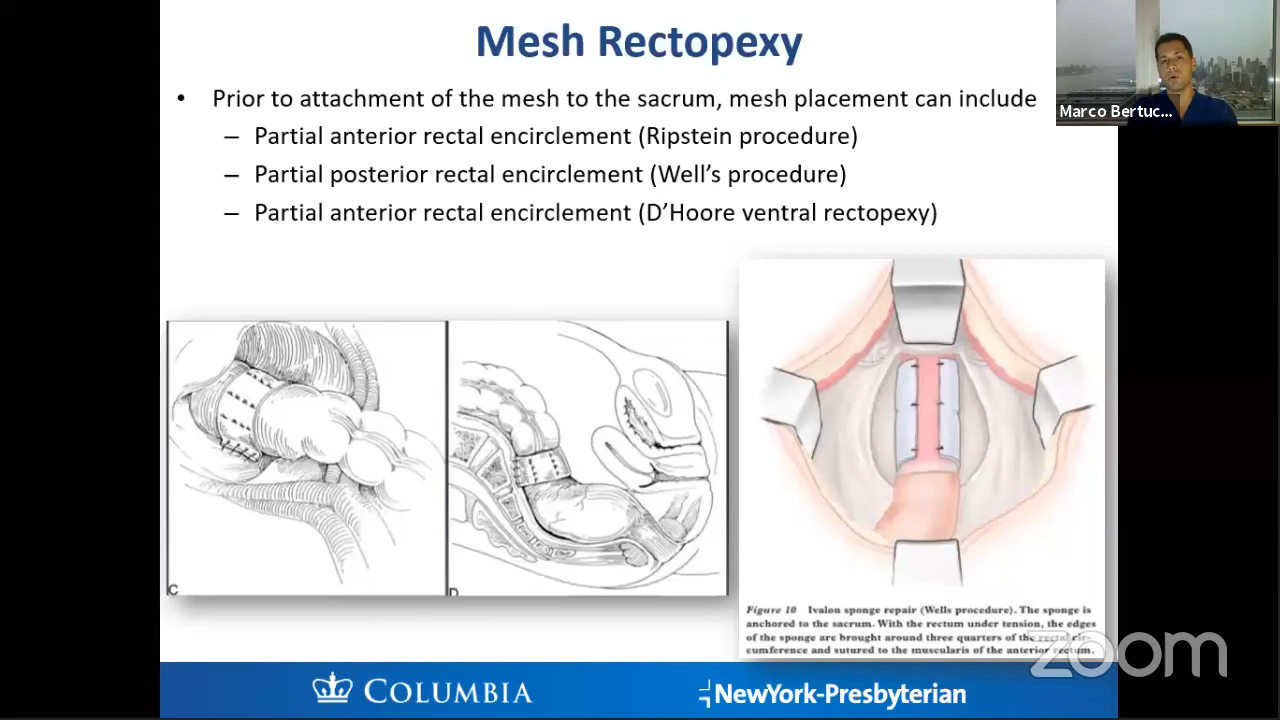 Mesh Rectopexy
• Prior to attachment of the mesh to the sacrum, mesh placement can include
– Partial anterior rectal encirclement (Ripstein procedure)
– Partial posterior rectal encirclement (Well’s procedure)
– Partial anterior rectal encirclement (D’Hoore ventral rectopexy)
Marco Bertuc...
C
D
Figure 10 Ivalon sponge repair (Wells procedure). The sponge is
anchored to the sacrum. With the rectum under tension, the edges
of the sponge are brought around three quarters of the rectal cir-
cumference and sutured to the muscularis of the anterior rectum.
zoom
COLUMBIA
NewYork-Presbyterian